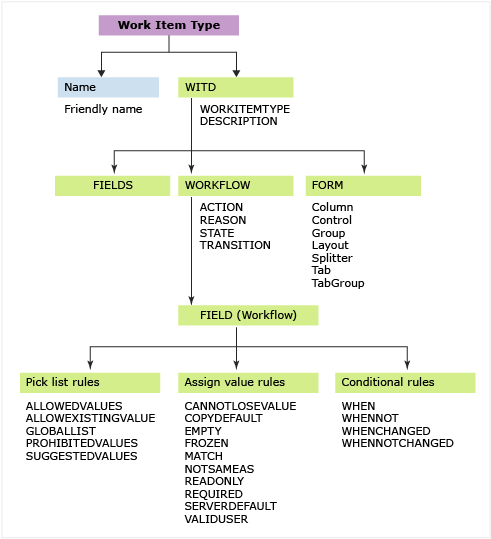 Work Item Type
Name
Friendly name
WITD
WORKITEMTYPE
DESCRIPTION
FIELDS
WORKFLOW
ACTION
REASON
STATE
TRANSITION
FORM
Column
Control
Group
Layout
Splitter
Tab
TabGroup
FIELD (Workflow)
Pick list rules
ALLOWEDVALUES
ALLOWEXISTINGVALUE
GLOBALLIST
PROHIBITEDVALUES
SUGGESTEDVALUES
Assign value rules
CANNOTLOSEVALUE
COPYDEFAULT
EMPTY
FROZEN
MATCH
NOTSAMEAS
READONLY
REQUIRED
SERVERDEFAULT
VALIDUSER
Conditional rules
WHEN
WHENNOT
WHENCHANGED
WHENNOTCHANGED